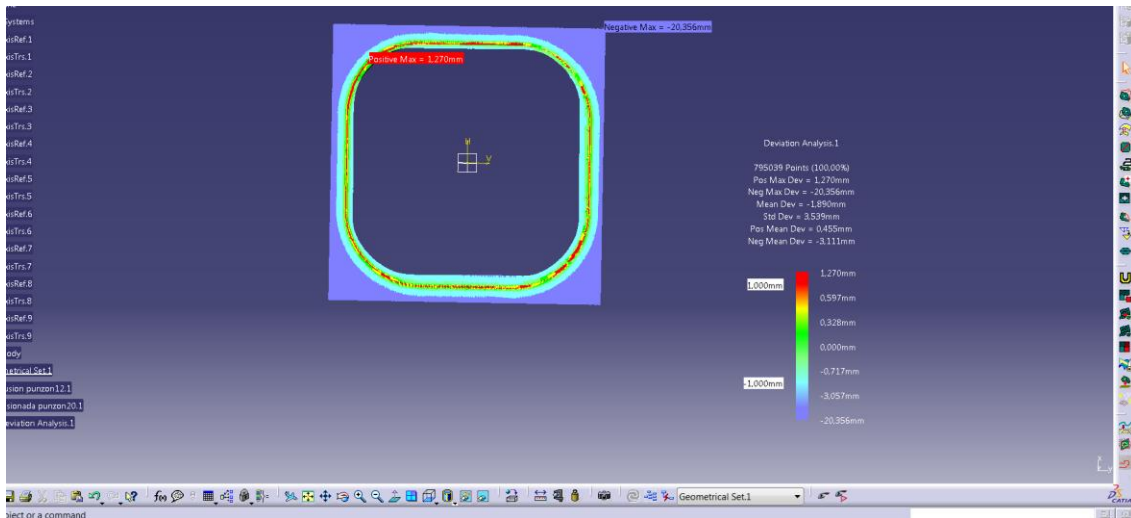 Systems
xisRef.1
xisTrs.1
xisRef.2
xisTrs.2
xisRef.3
xisTrs.3
xisRef.4
xisTrs.4
xisRef.5
xisTrs.5
xisRef.6
xisTrs.6
xisRef.7
xisTrs.7
xisRef.8
xisTrs.8
xisRef.9
xisTrs.9
ody
metrical Set.1
usion punzon12.1
sionada punzon20.1
eviation Analysis.1
Negative Max = -20,356mm
Positive Max = 1,270mm
Deviation Analysis.1
795039 Points (100,00%)
Pos Max Dev = 1,270mm
Neg Max Dev = -20,356mm
Mean Dev = -1,890mm
Std Dev = 3,539mm
Pos Mean Dev = 0,455mm
Neg Mean Dev = -3,111mm
1,000mm
-1,000mm
1,270mm
0,597mm
0,328mm
0,000mm
-0,717mm
-3,057mm
-20,356mm
Geometrical Set.1
bject or a command
CATIA